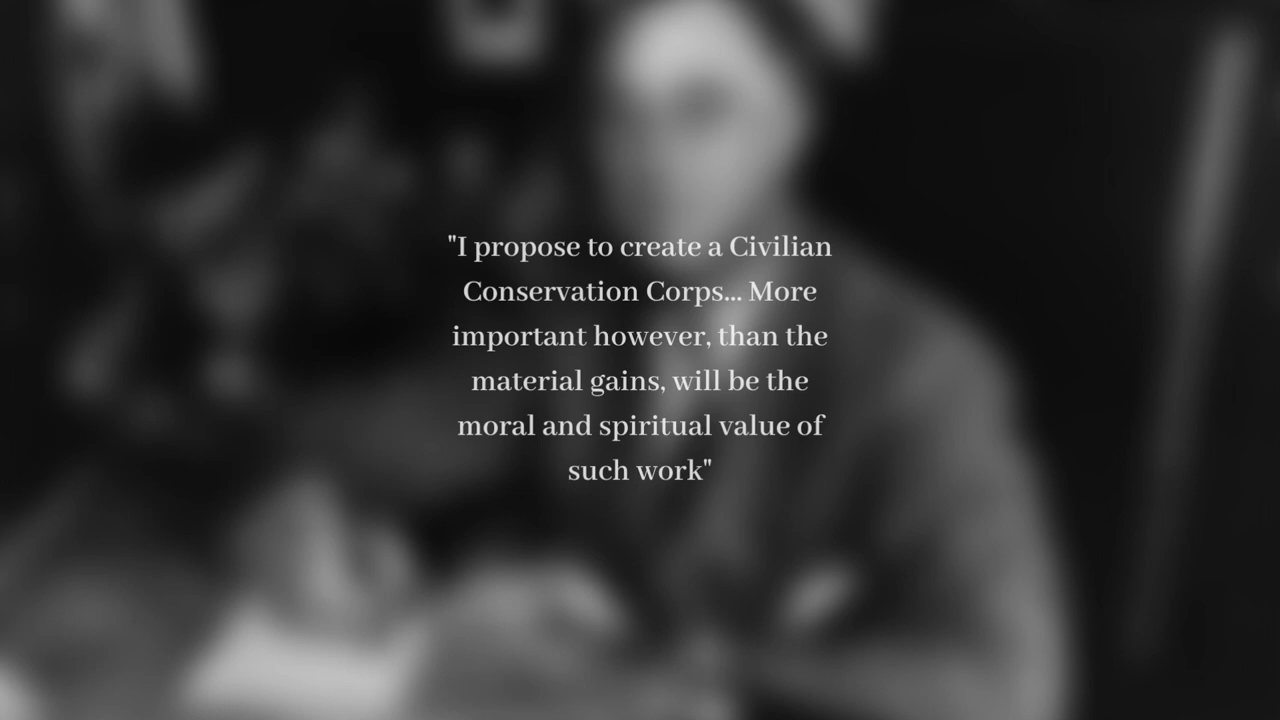 "I propose to create a Civilian
Conservation Corps... More
important however, than the
material gains, will be the
moral and spiritual value of
such work"